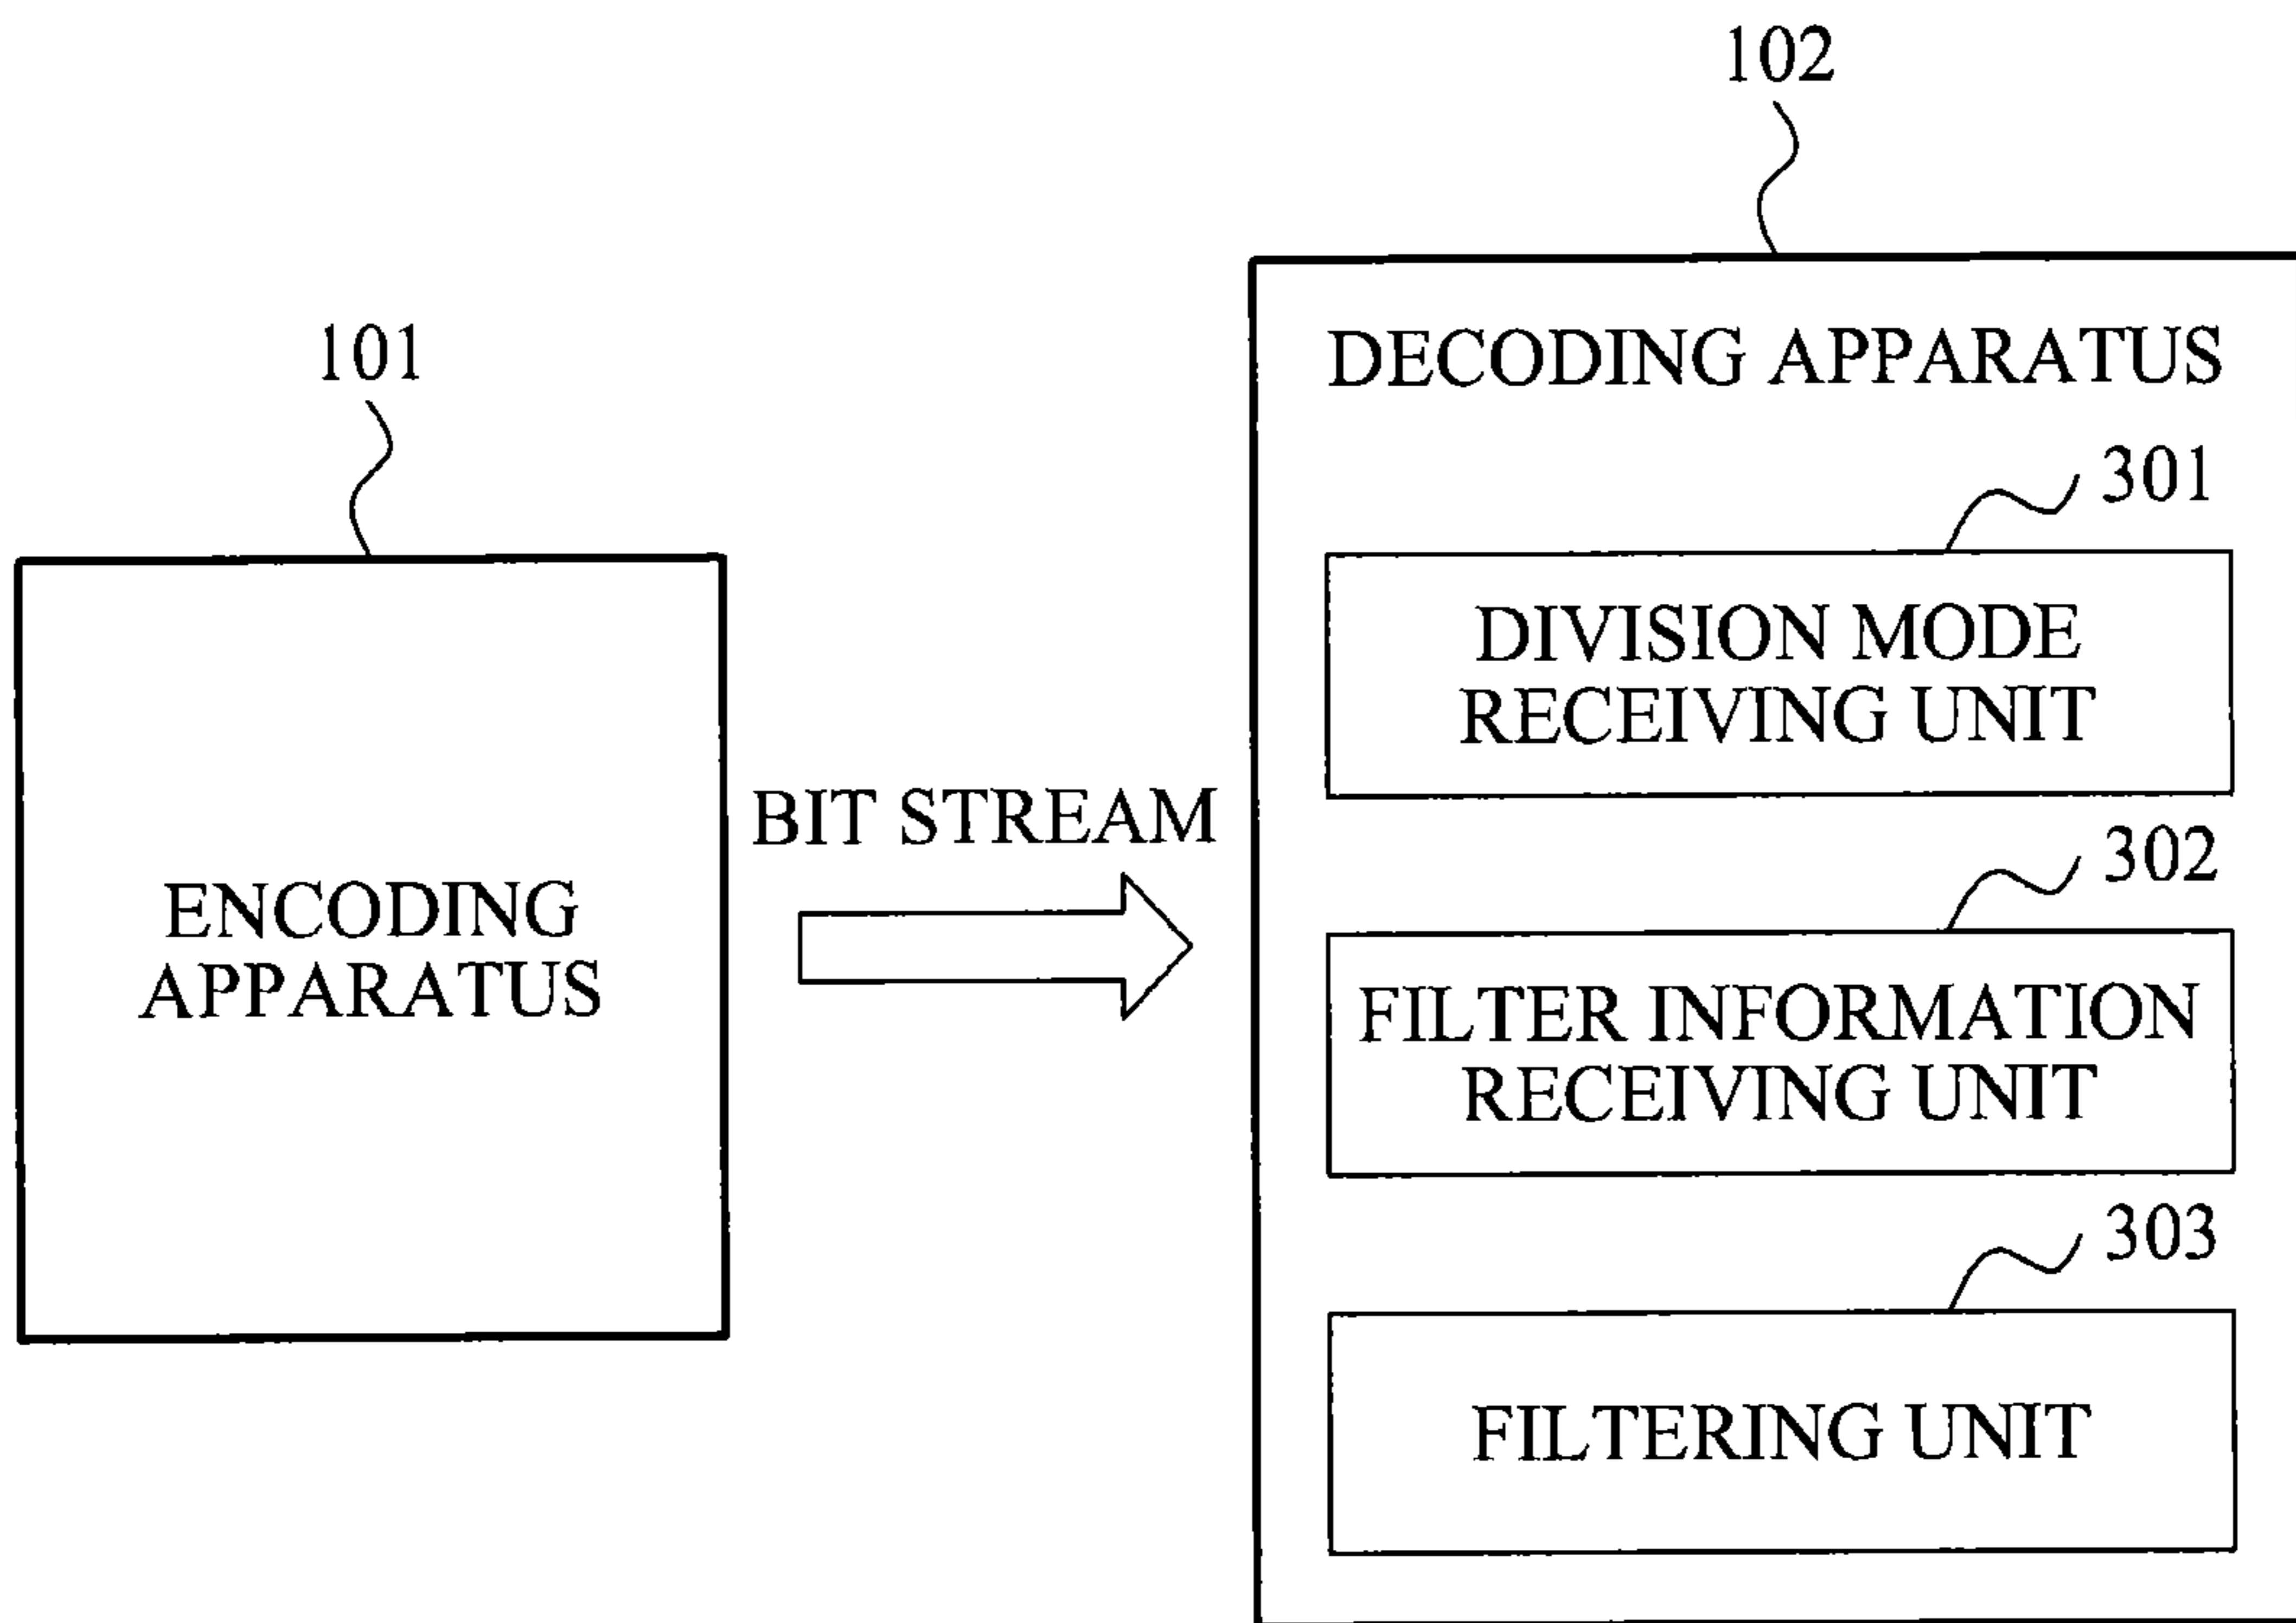 102
101
DECODING APPARATUS
301
DIVISION MODE
RECEIVING UNIT
BIT STREAM
302
ENCODING
APPARATUS
FILTER INFORMATION
RECEIVING UNIT
303
FILTERING UNIT